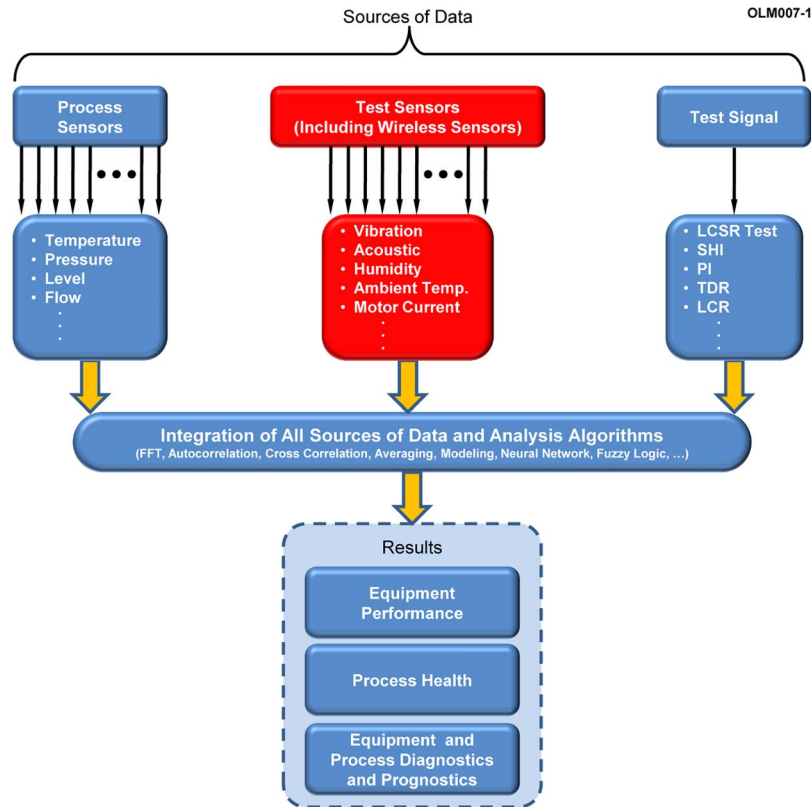 OLM007-1
Sources of Data
Process
Sensors
Test Sensors
(Including Wireless Sensors)
Test Signal
• Temperature
• Pressure
• Level
• Flow
• Vibration
• Acoustic
• Humidity
• Ambient Temp.
• Motor Current
• LCSR Test
• SHI
• PI
• TDR
• LCR
Integration of All Sources of Data and Analysis Algorithms
(FFT, Autocorrelation, Cross Correlation, Averaging, Modeling, Neural Network, Fuzzy Logic, ...)
Results
Equipment
Performance
Process Health
Equipment and
Process Diagnostics
and Prognostics